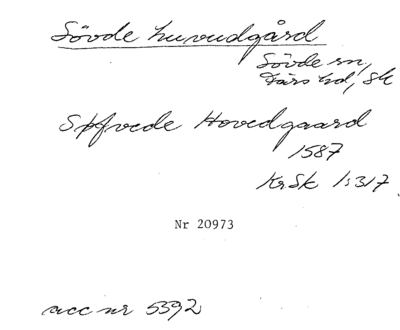 Sövde huvudgård
Sövde sn,
Färs hd, Sk
Søffvede Hovedgaard
1587
KrSk 1:317.
Nr 20973
acc nr 5392